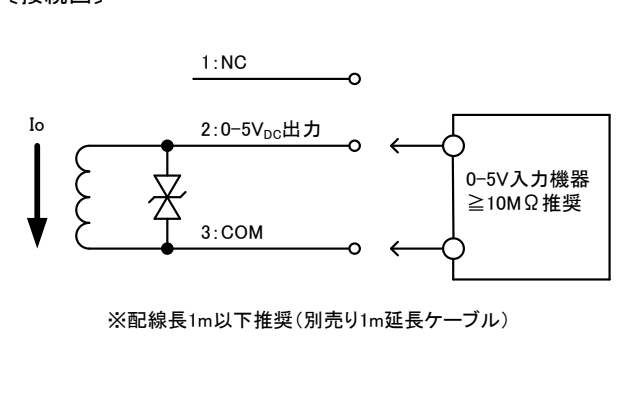 1:NC
Io
2:0-5VDC出力
0-5V入力機器
≧10MΩ推奨
3:COM
※配線長1m以下推奨(別売り1m延長ケーブル)